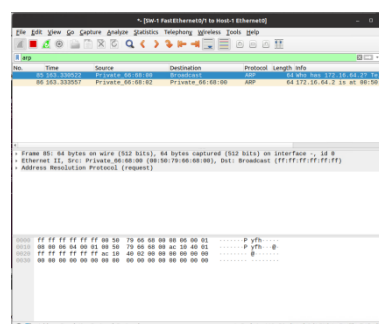 *- [SW-1 FastEthernet0/1 to Host-1 Ethernet0]
File Edit View Go Capture Analyze Statistics Telephony Wireless Tools Help
arp
No. Time Source Destination Protocol Length Info
85 163.330522 Private_66:68:00 Broadcast ARP 64 Who has 172.16.64.2? Te
86 163.333557 Private_66:68:02 Private_66:68:00 ARP 64 172.16.64.2 is at 00:50
Frame 85: 64 bytes on wire (512 bits), 64 bytes captured (512 bits) on interface -, id 0
Ethernet II, Src: Private_66:68:00 (00:50:79:66:68:00), Dst: Broadcast (ff:ff:ff:ff:ff:ff)
Address Resolution Protocol (request)
0000 ff ff ff ff ff ff 00 50 79 66 68 00 08 06 00 01 ·······P yfh·····
0010 08 00 06 04 00 01 00 50 79 66 68 00 ac 10 40 01 ·······P yfh···@·
0020 ff ff ff ff ff ff ac 10 40 02 00 00 00 00 00 00 ········ @·······
0030 00 00 00 00 00 00 00 00 00 00 00 00 00 00 00 00 ········ ········